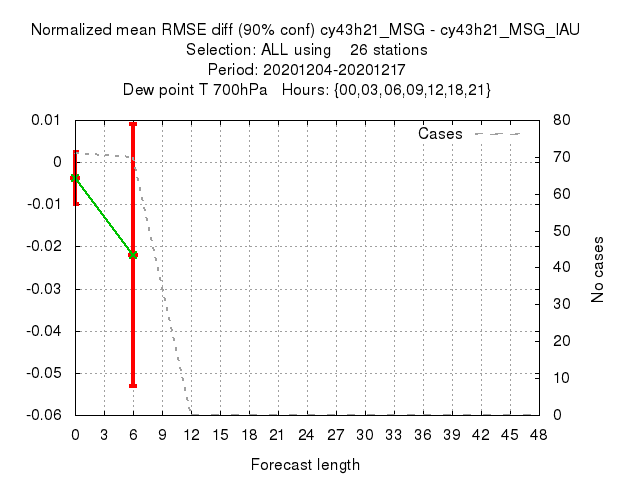 Normalized mean RMSE diff (90% conf) cy43h21_MSG - cy43h21_MSG_IAU
Selection: ALL using 26 stations
Period: 20201204-20201217
Dew point T 700hPa Hours: {00,03,06,09,12,18,21}
0.01
0
-0.01
-0.02
-0.03
-0.04
-0.05
-0.06
Cases
80
70
60
50
40
30
20
10
0
No cases
0 3 6 9 12 15 18 21 24 27 30 33 36 39 42 45 48
Forecast length